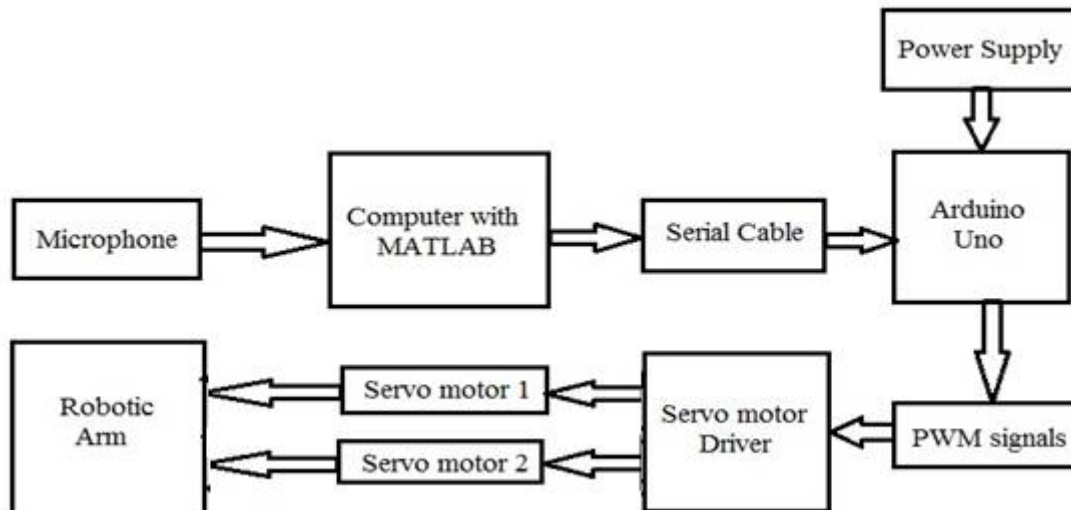 Power Supply
Microphone
Computer with
MATLAB
Serial Cable
Arduino
Uno
Robotic
Arm
Servo motor 1
Servo motor 2
Servo motor
Driver
PWM signals